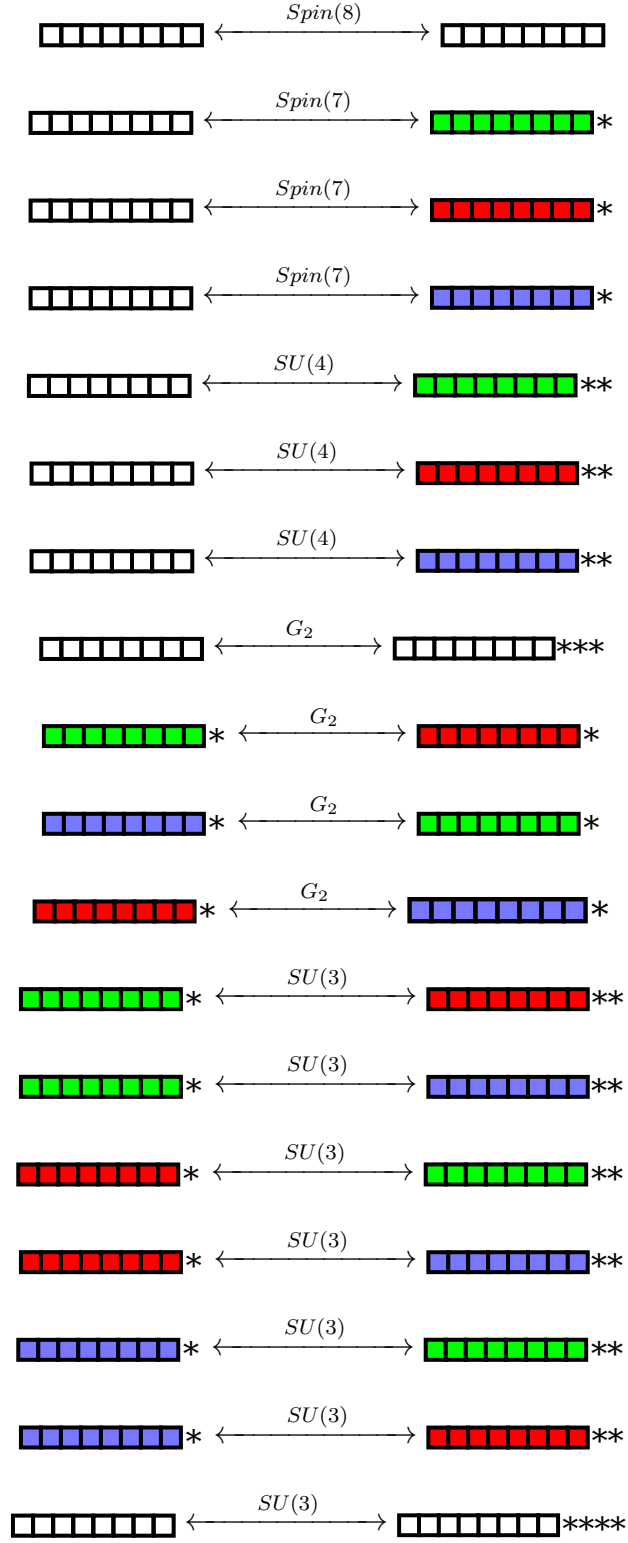 Spin(8)
Spin(7)
*
Spin(7)
*
Spin(7)
*
SU(4)
**
SU(4)
**
SU(4)
**
G₂
***
G₂
* *
G₂
* *
G₂
* *
SU(3)
* **
SU(3)
* **
SU(3)
* **
SU(3)
* **
SU(3)
* **
SU(3)
* **
SU(3)
****